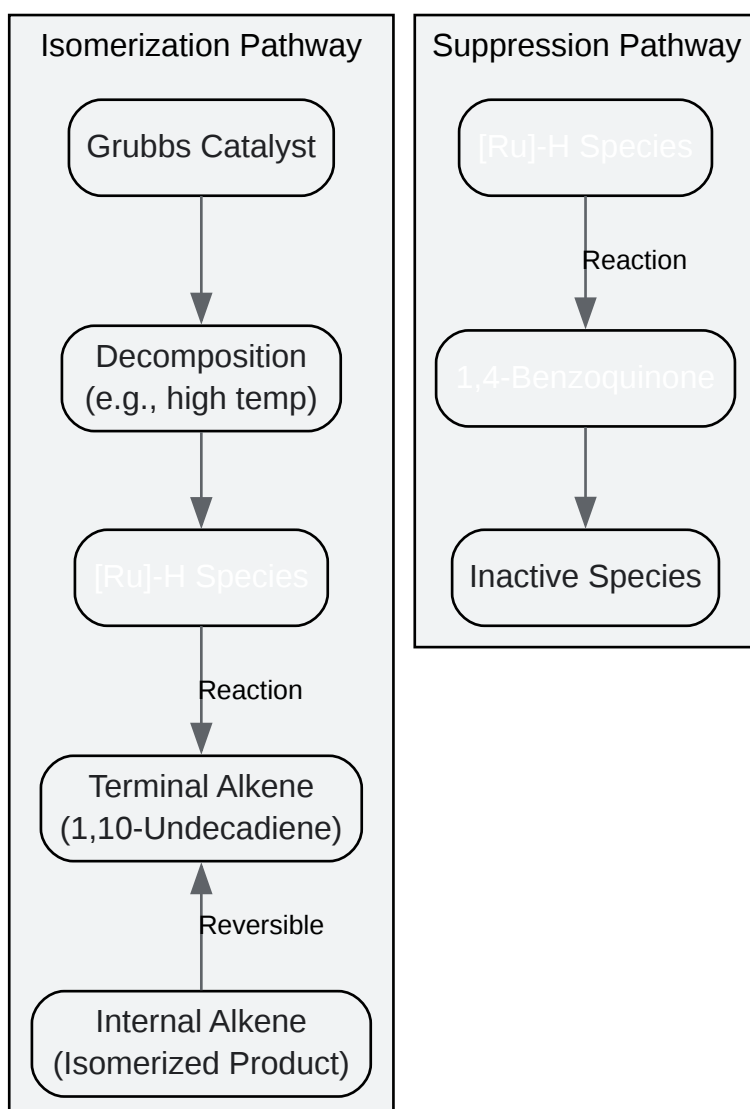 Isomerization Pathway
Grubbs Catalyst
Decomposition
(e.g., high temp)
[Ru]-H Species
Reaction
Terminal Alkene
(1,10-Undecadiene)
Reversible
Internal Alkene
(Isomerized Product)
Suppression Pathway
[Ru]-H Species
Reaction
1,4-Benzoquinone
Inactive Species